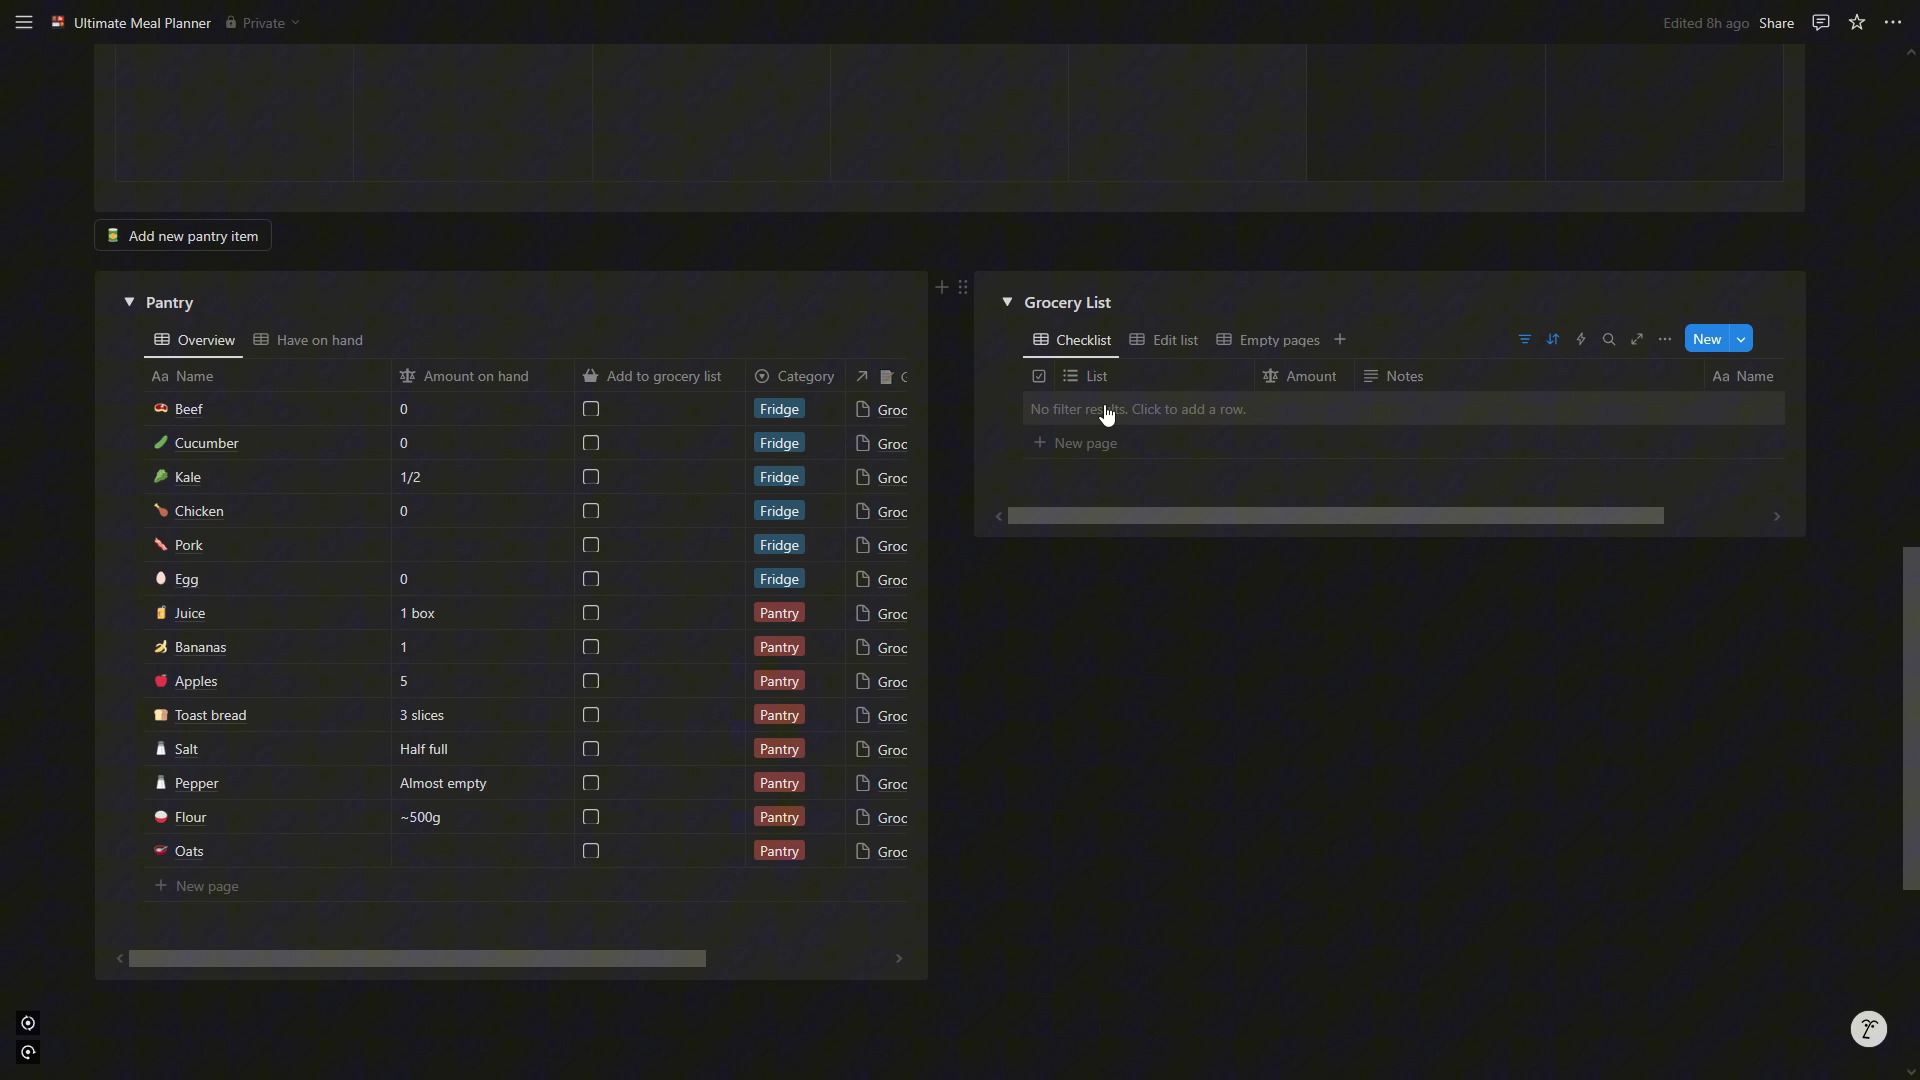 Ultimate Meal Planner Private Edited 8h ago Share
Add new pantry item
Pantry
Overview Have on hand
Aa Name Amount on hand Add to grocery list Category
Beef 0 Fridge Groc
Cucumber 0 Fridge Groc
Kale 1/2 Fridge Groc
Chicken 0 Fridge Groc
Pork Fridge Groc
Egg 0 Fridge Groc
Juice 1 box Pantry Groc
Bananas 1 Pantry Groc
Apples 5 Pantry Groc
Toast bread 3 slices Pantry Groc
Salt Half full Pantry Groc
Pepper Almost empty Pantry Groc
Flour ~500g Pantry Groc
Oats Pantry Groc
+ New page
Grocery List
Checklist Edit list Empty pages + New
List Amount Notes Aa Name
No filter results. Click to add a row.
+ New page